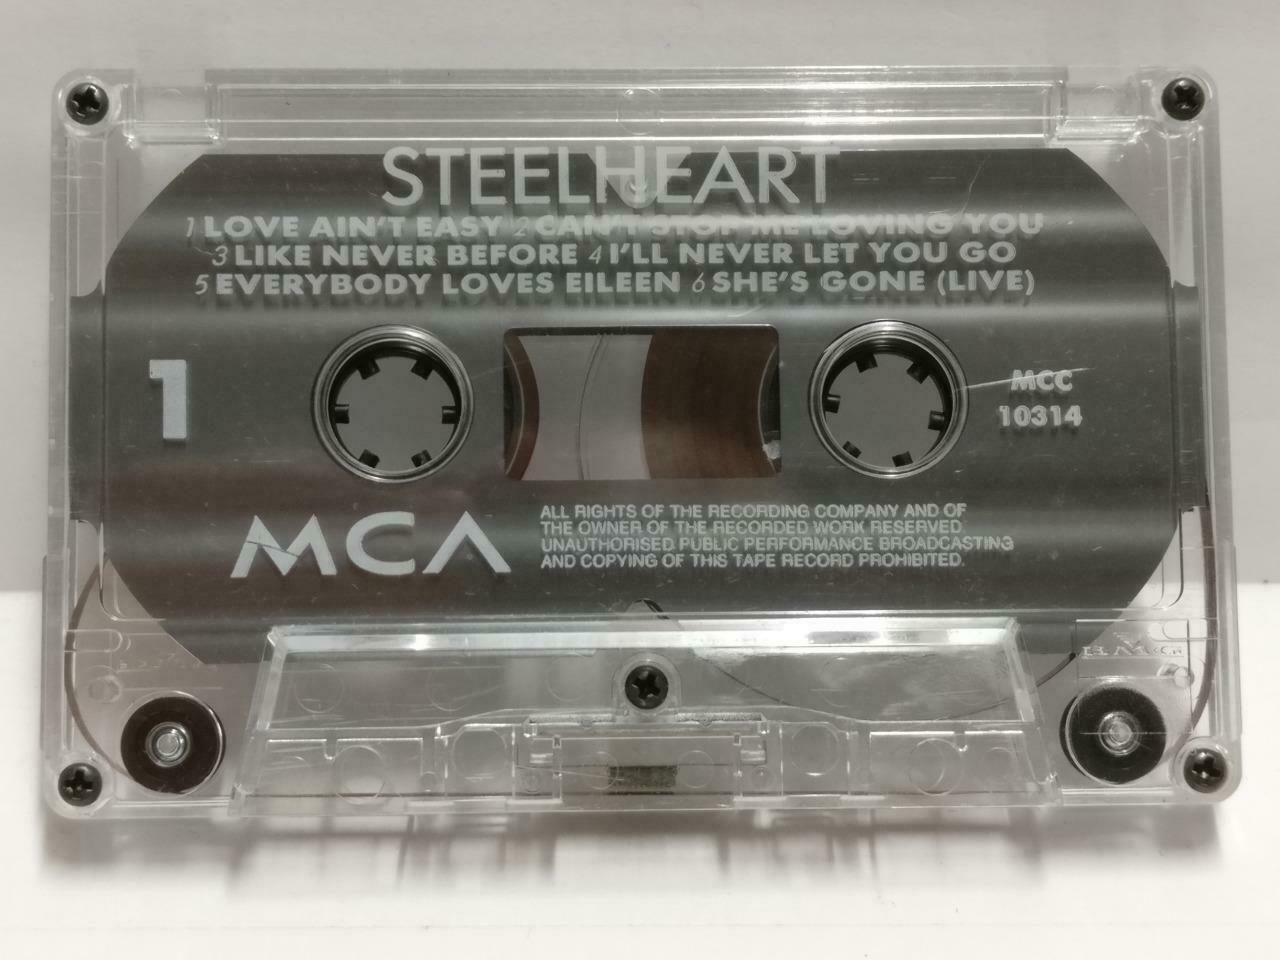 STEELHEART
1 LOVE AIN'T EASY 2 CAN'T STOP ME LOVING YOU
3 LIKE NEVER BEFORE 4 I'LL NEVER LET YOU GO
5 EVERYBODY LOVES EILEEN 6 SHE'S GONE (LIVE)
1
MCC
10314
MCA
ALL RIGHTS OF THE RECORDING COMPANY AND OF
THE OWNER OF THE RECORDED WORK RESERVED.
UNAUTHORISED PUBLIC PERFORMANCE BROADCASTING
AND COPYING OF THIS TAPE RECORD PROHIBITED.